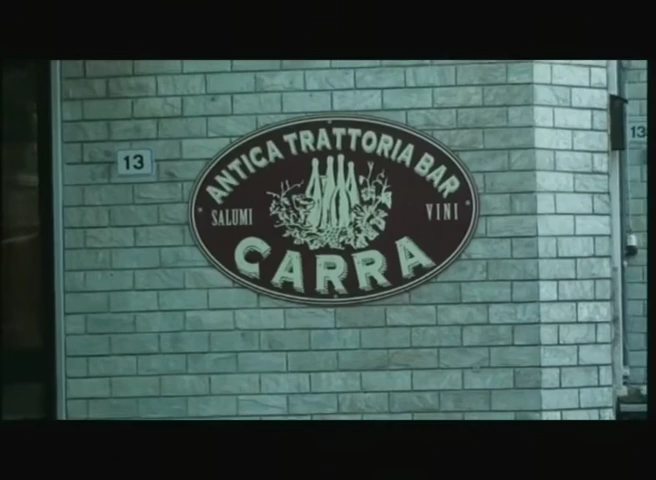 13
ANTICA TRATTORIA BAR
SALUMI
VINI
CARRA
13